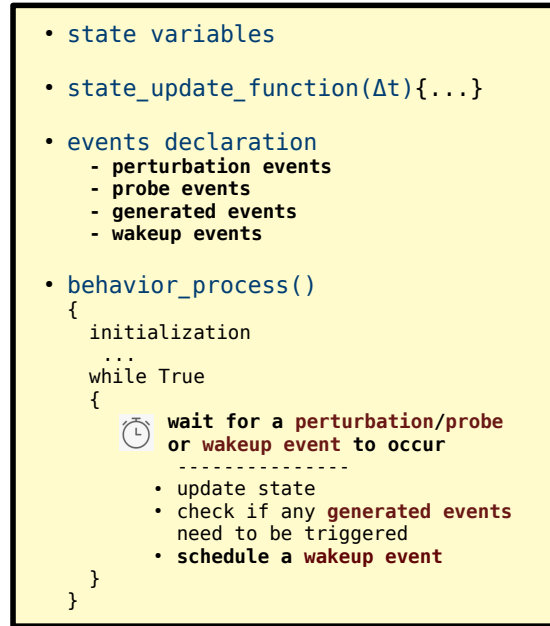 • state variables
• state_update_function(Δt){...}
• events declaration
- perturbation events
- probe events
- generated events
- wakeup events
• behavior_process()
{
initialization
...
while True
{
wait for a perturbation/probe
or wakeup event to occur
---------------
• update state
• check if any generated events
need to be triggered
• schedule a wakeup event
}
}